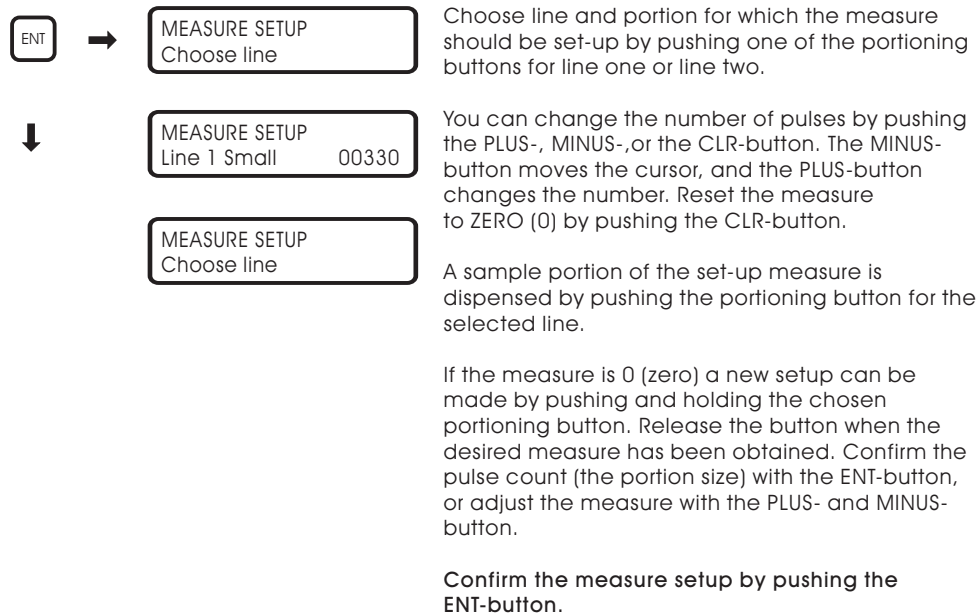 ENT
MEASURE SETUP
Choose line
Choose line and portion for which the measure
should be set-up by pushing one of the portioning
buttons for line one or line two.
MEASURE SETUP
Line 1 Small 00330
You can change the number of pulses by pushing
the PLUS-, MINUS-,or the CLR-button. The MINUS-
button moves the cursor, and the PLUS-button
changes the number. Reset the measure
to ZERO (0) by pushing the CLR-button.
MEASURE SETUP
Choose line
A sample portion of the set-up measure is
dispensed by pushing the portioning button for the
selected line.
If the measure is 0 (zero) a new setup can be
made by pushing and holding the chosen
portioning button. Release the button when the
desired measure has been obtained. Confirm the
pulse count (the portion size) with the ENT-button,
or adjust the measure with the PLUS- and MINUS-
button.
Confirm the measure setup by pushing the
ENT-button.